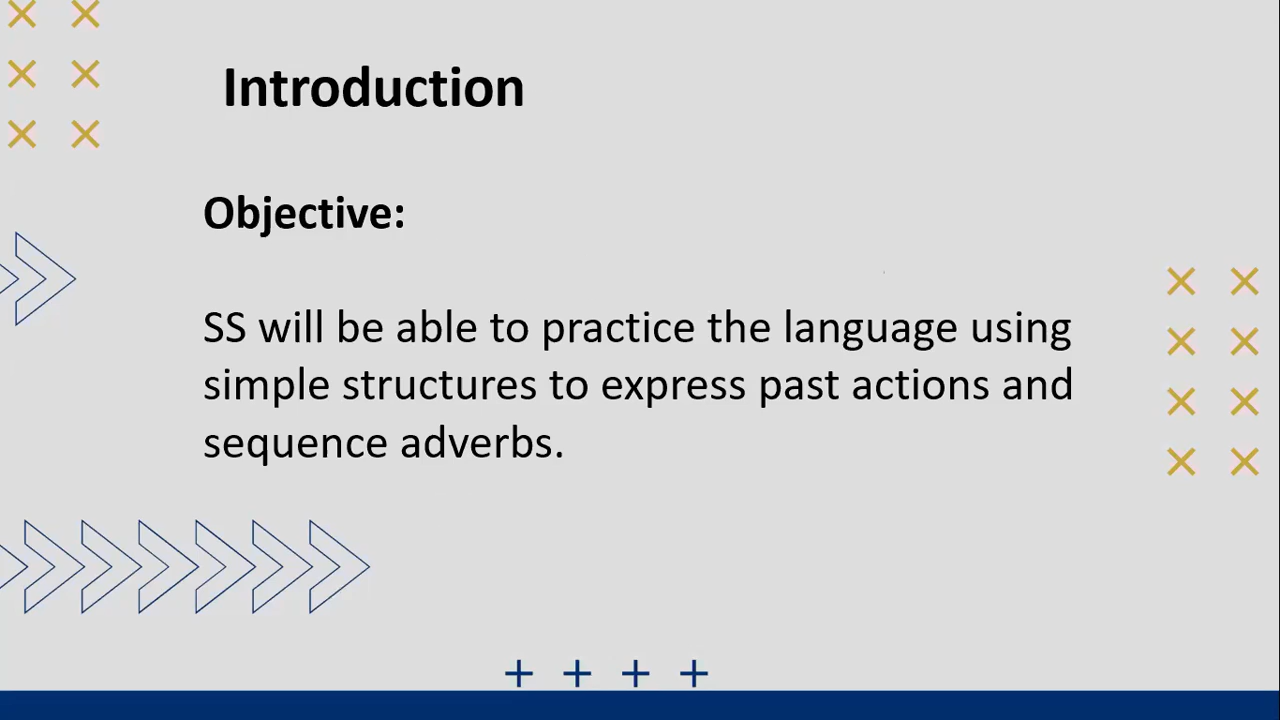 Introduction
Objective:
SS will be able to practice the language using
simple structures to express past actions and
sequence adverbs.